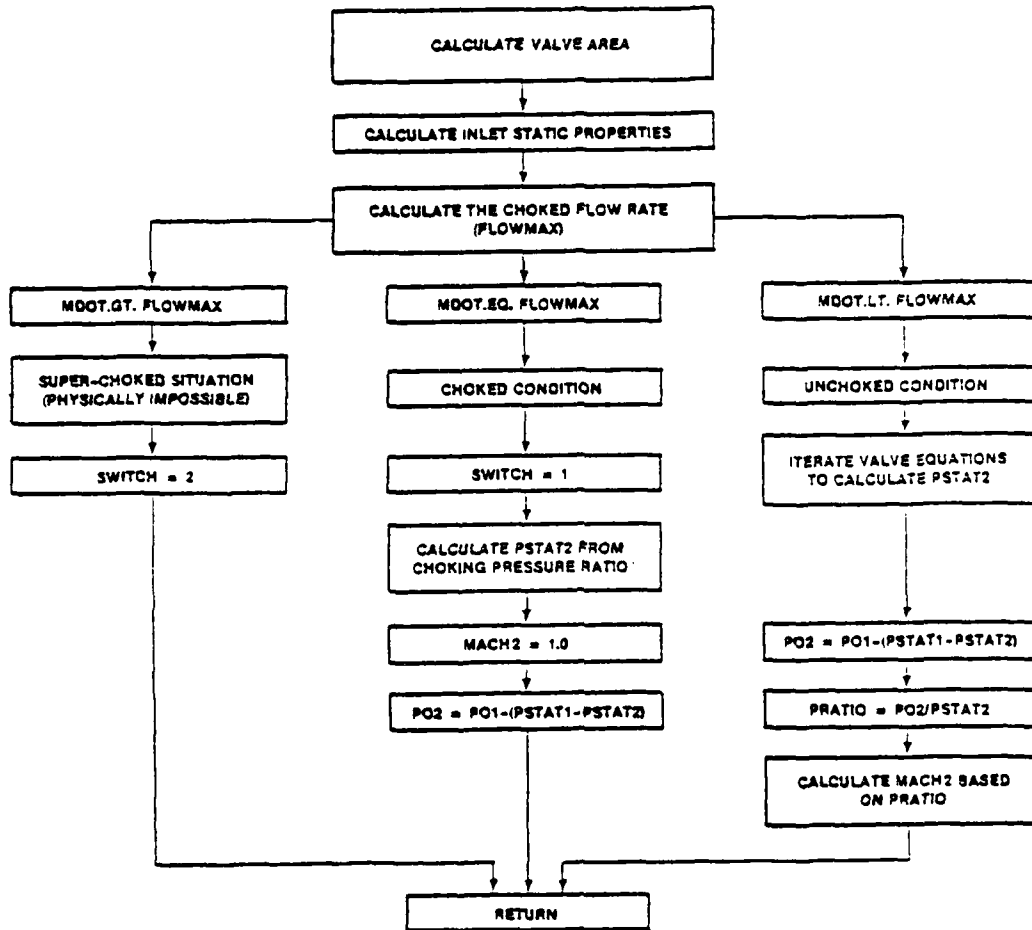 CALCULATE VALVE AREA
CALCULATE INLET STATIC PROPERTIES
CALCULATE THE CHOKED FLOW RATE
(FLOWMAX)
MDOT.GT. FLOWMAX
SUPER-CHOKED SITUATION
(PHYSICALLY IMPOSSIBLE)
SWITCH = 2
MDOT.EQ. FLOWMAX
CHOKED CONDITION
SWITCH = 1
CALCULATE PSTAT2 FROM
CHOKING PRESSURE RATIO
MACH2 = 1.0
PO2 = PO1-(PSTAT1-PSTAT2)
MDOT.LT. FLOWMAX
UNCHOKED CONDITION
ITERATE VALVE EQUATIONS
TO CALCULATE PSTAT2
PO2 = PO1-(PSTAT1-PSTAT2)
PRATIO = PO2/PSTAT2
CALCULATE MACH2 BASED
ON PRATIO
RETURN